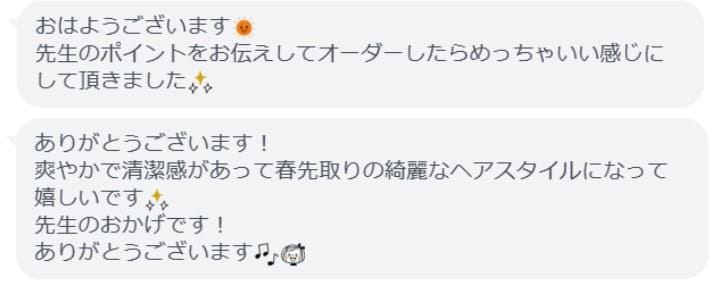 おはようございます🌞
先生のポイントをお伝えしてオーダーしたらめっちゃいい感じに
して頂きました✨
ありがとうございます！
爽やかで清潔感があって春先取りの綺麗なヘアスタイルになって
嬉しいです✨
先生のおかげです！
ありがとうございます🎵